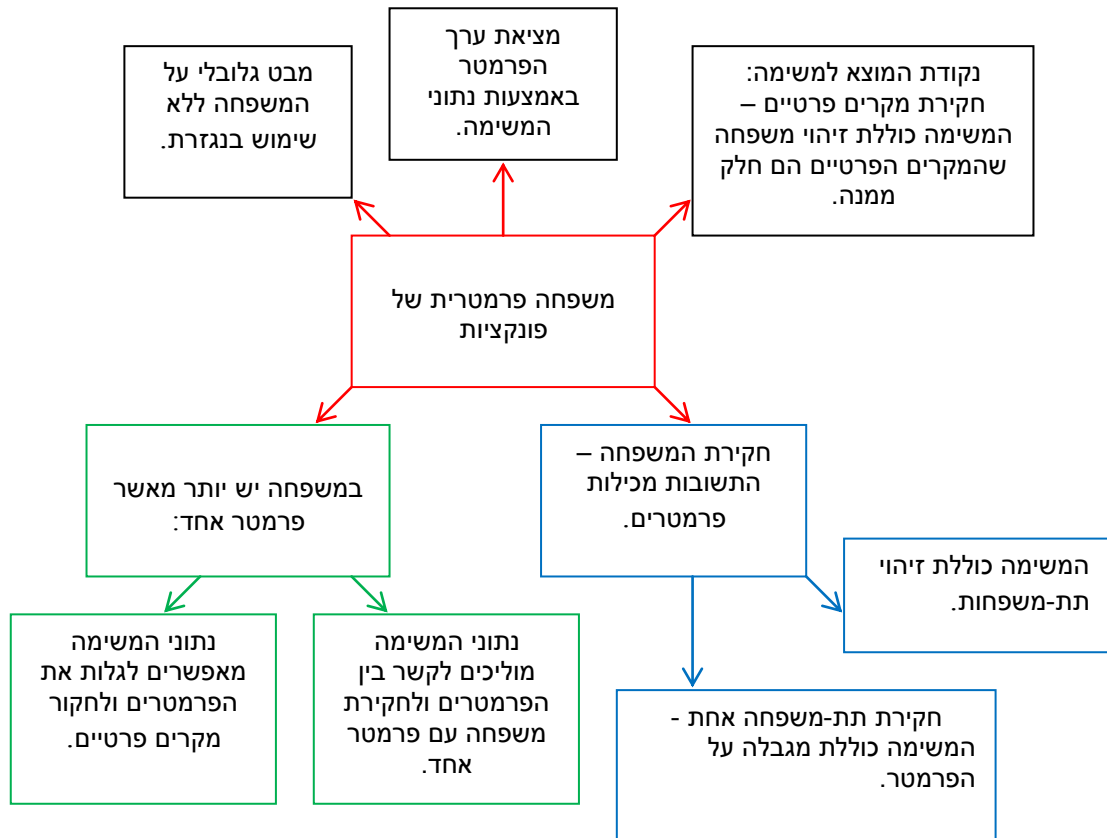 נקודת המוצא למשימה:
חקירת מקרים פרטיים –
המשימה כוללת זיהוי משפחה
שהמקרים הפרטיים הם חלק
ממנה.
מציאת ערך
הפרמטר
באמצעות נתוני
המשימה.
מבט גלובלי על
המשפחה ללא
שימוש בנגזרת.
משפחה פרמטרית של
פונקציות
חקירת המשפחה –
התשובות מכילות
פרמטרים.
במשפחה יש יותר מאשר
פרמטר אחד:
המשימה כוללת זיהוי
תת-משפחות.
חקירת תת-משפחה אחת -
המשימה כוללת מגבלה על
הפרמטר.
נתוני המשימה
מוליכים לקשר בין
הפרמטרים ולחקירת
משפחה עם פרמטר
אחד.
נתוני המשימה
מאפשרים לגלות את
הפרמטרים ולחקור
מקרים פרטיים.